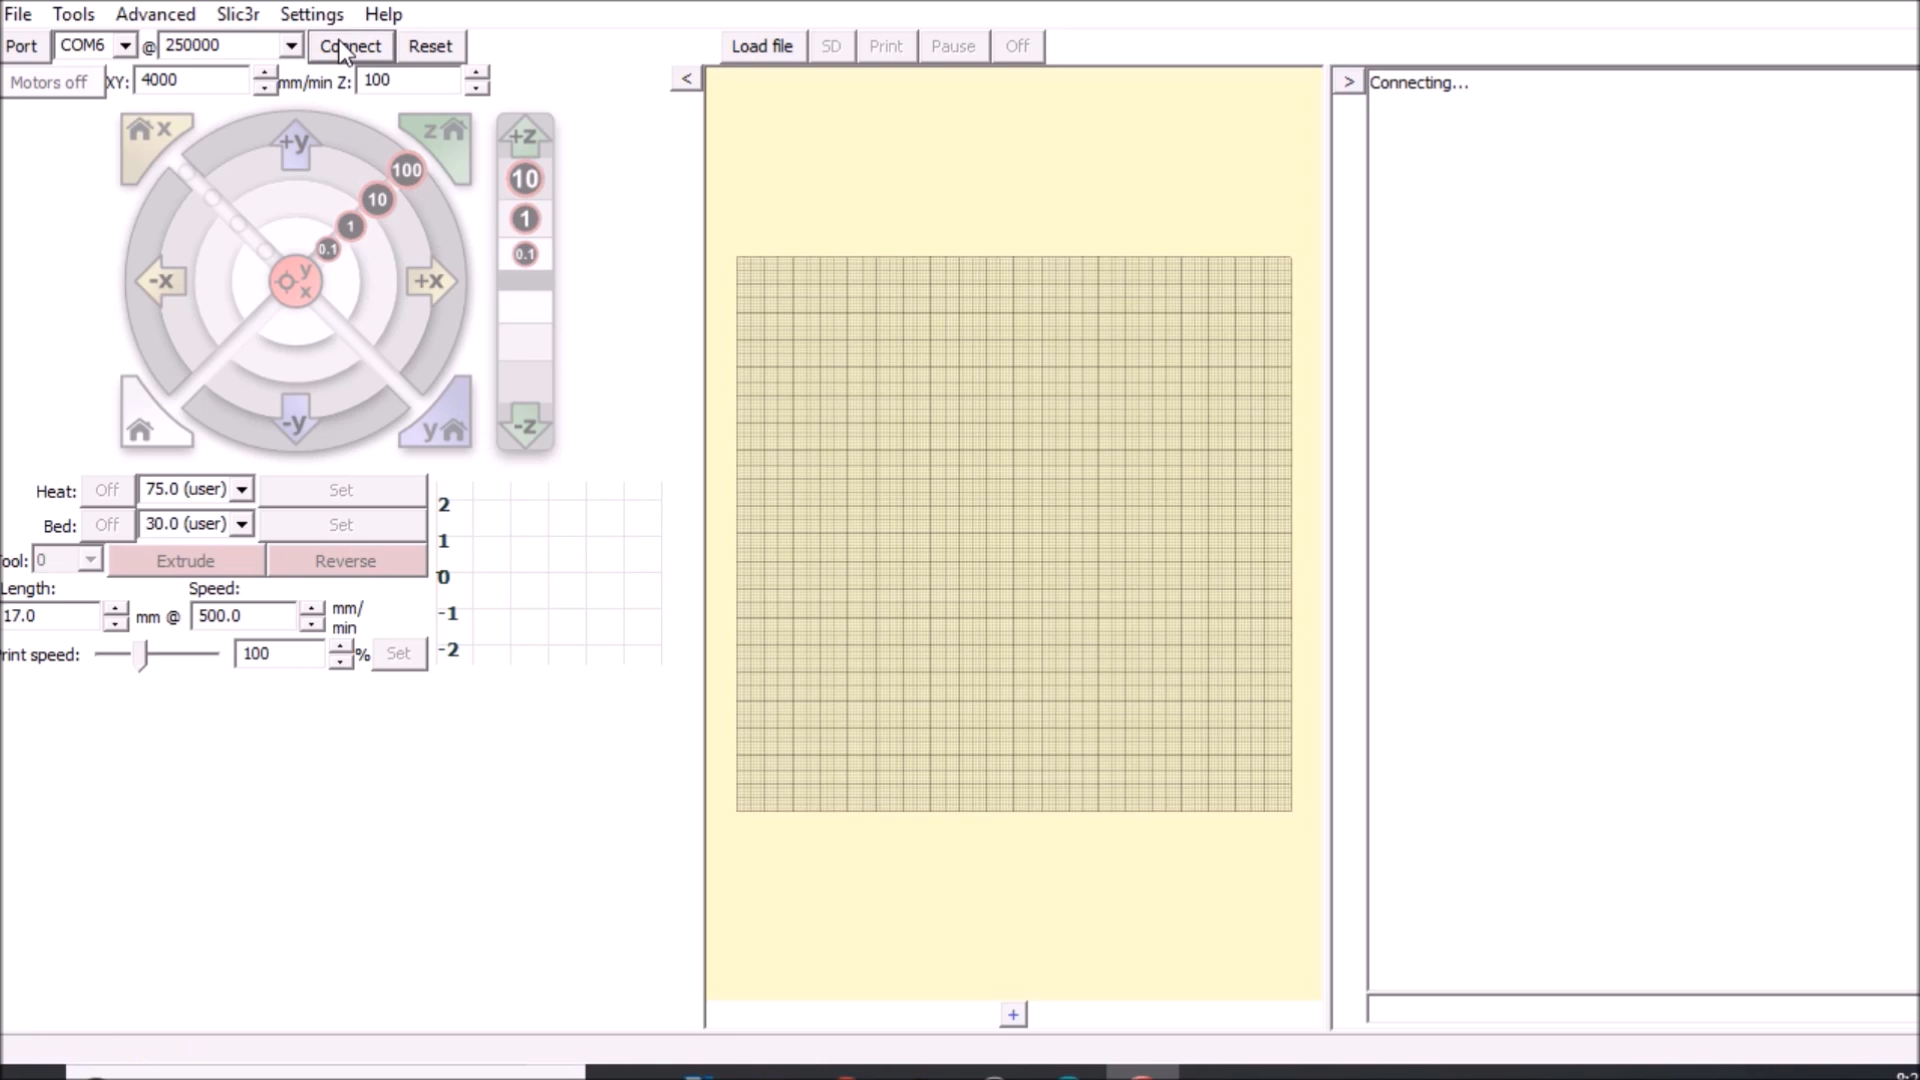 File Tools Advanced Slic3r Settings Help
Port COM6 @ 250000 Connect Reset Load file SD Print Pause Off
Motors off XY: 4000 mm/min Z: 100 < > Connecting...
x +y z +z
100 10
10 1
1 0.1
0.1
y
x
-x +x
-y y -z
Heat: Off 75.0 (user) Set
Bed: Off 30.0 (user) Set
ool: 0 Extrude Reverse
Length: Speed:
17.0 mm @ 500.0 mm/
min
rint speed: 100 % Set
2
1
0
-1
-2
+